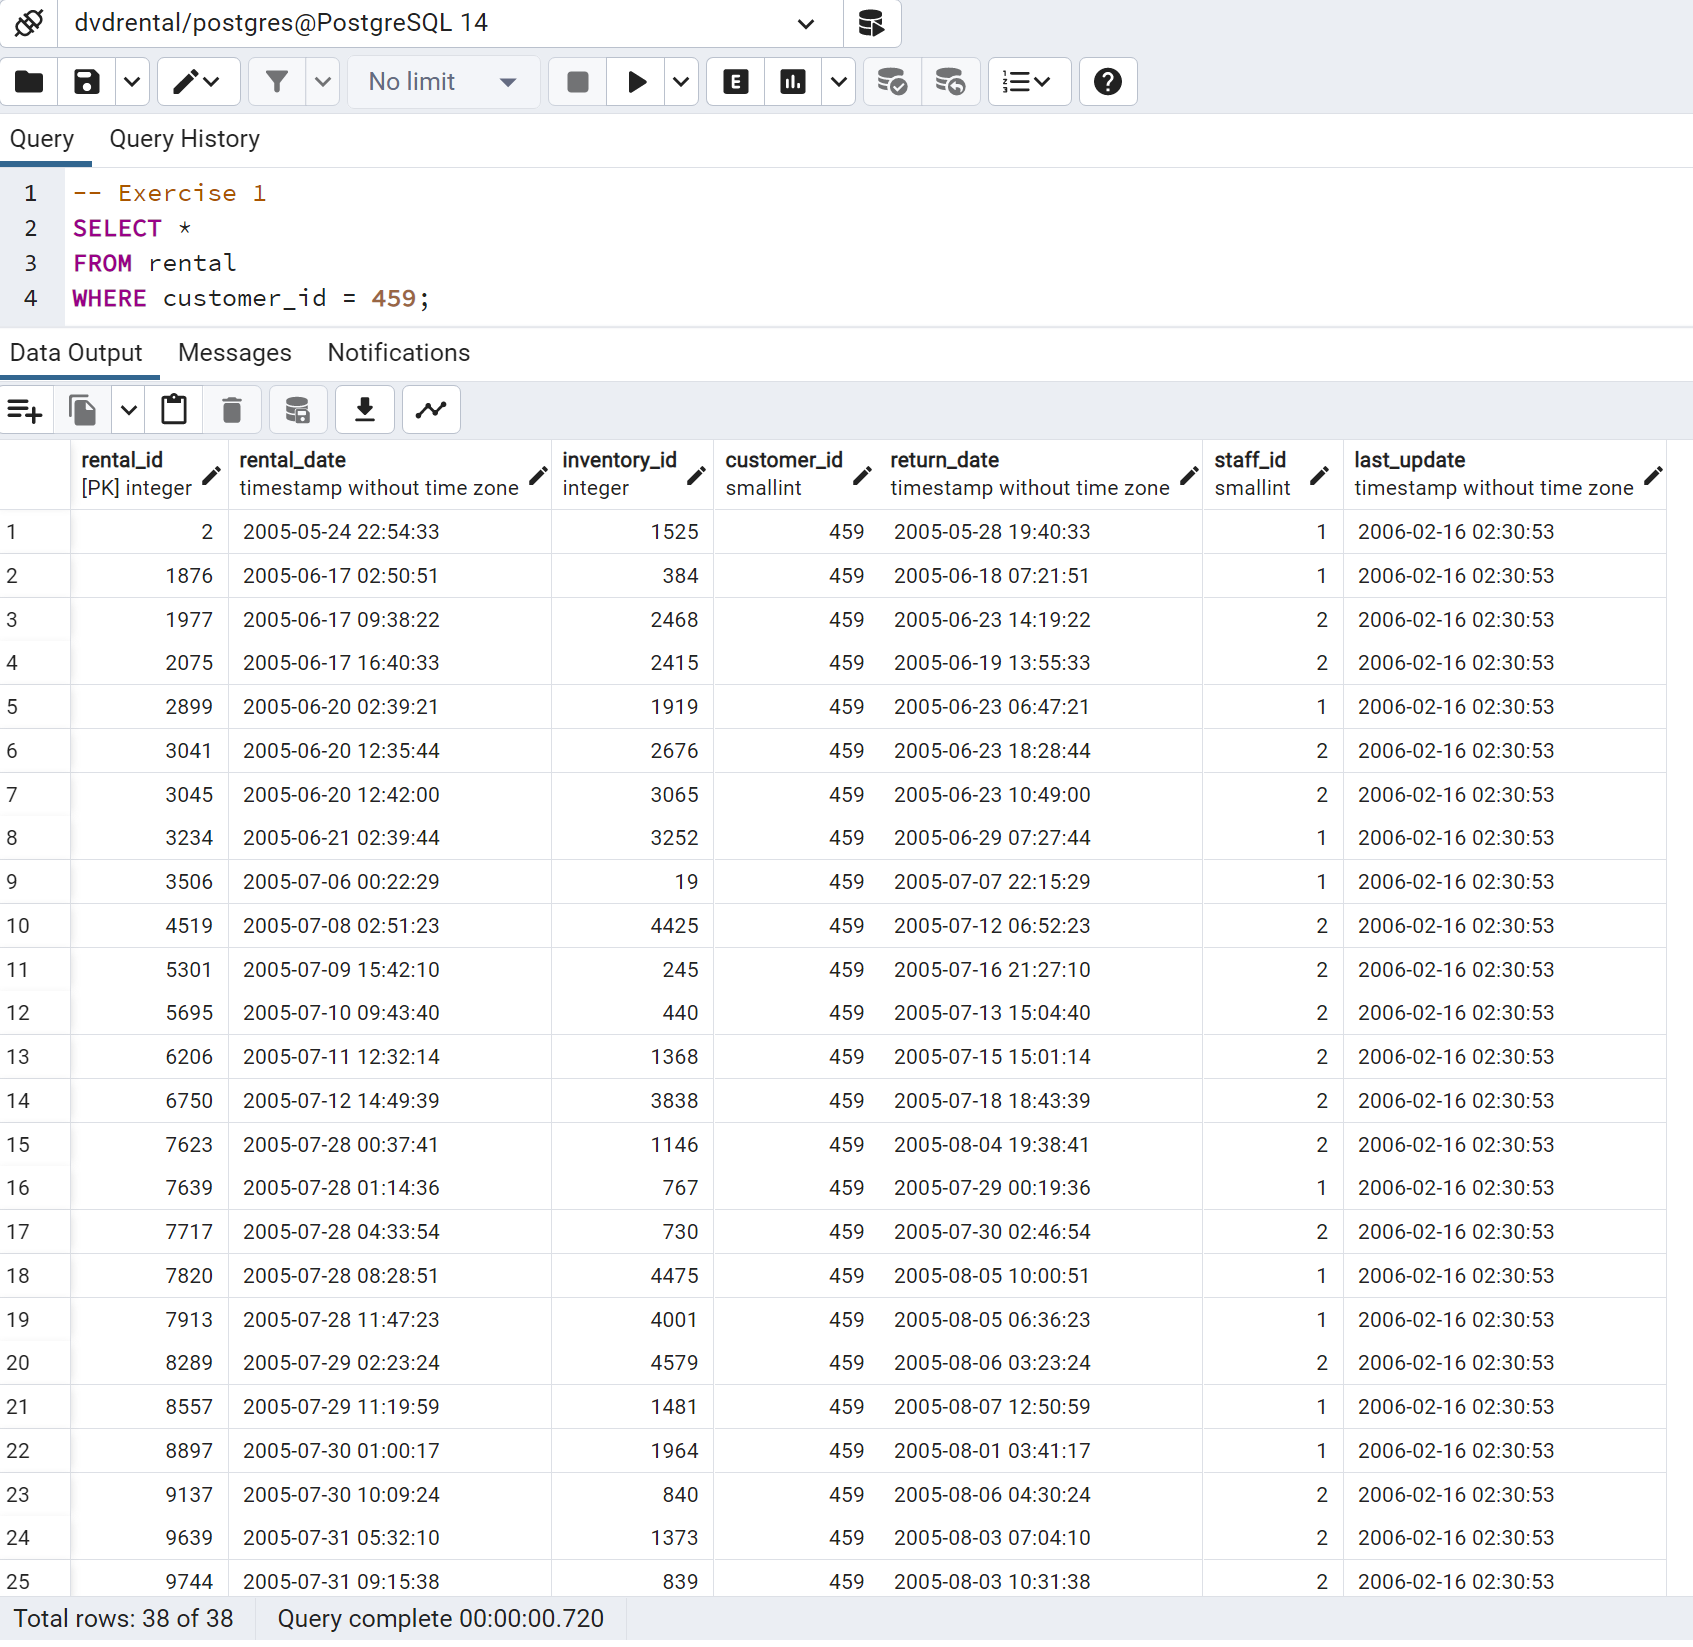 dvdrental/postgres@PostgreSQL 14
No limit
Query Query History
1 -- Exercise 1
2 SELECT *
3 FROM rental
4 WHERE customer_id = 459;
Data Output Messages Notifications
rental_id rental_date inventory_id customer_id return_date staff_id last_update
[PK] integer timestamp without time zone integer smallint timestamp without time zone smallint timestamp without time zone
1 2 2005-05-24 22:54:33 1525 459 2005-05-28 19:40:33 1 2006-02-16 02:30:53
2 1876 2005-06-17 02:50:51 384 459 2005-06-18 07:21:51 1 2006-02-16 02:30:53
3 1977 2005-06-17 09:38:22 2468 459 2005-06-23 14:19:22 2 2006-02-16 02:30:53
4 2075 2005-06-17 16:40:33 2415 459 2005-06-19 13:55:33 2 2006-02-16 02:30:53
5 2899 2005-06-20 02:39:21 1919 459 2005-06-23 06:47:21 1 2006-02-16 02:30:53
6 3041 2005-06-20 12:35:44 2676 459 2005-06-23 18:28:44 2 2006-02-16 02:30:53
7 3045 2005-06-20 12:42:00 3065 459 2005-06-23 10:49:00 2 2006-02-16 02:30:53
8 3234 2005-06-21 02:39:44 3252 459 2005-06-29 07:27:44 1 2006-02-16 02:30:53
9 3506 2005-07-06 00:22:29 19 459 2005-07-07 22:15:29 1 2006-02-16 02:30:53
10 4519 2005-07-08 02:51:23 4425 459 2005-07-12 06:52:23 2 2006-02-16 02:30:53
11 5301 2005-07-09 15:42:10 245 459 2005-07-16 21:27:10 2 2006-02-16 02:30:53
12 5695 2005-07-10 09:43:40 440 459 2005-07-13 15:04:40 2 2006-02-16 02:30:53
13 6206 2005-07-11 12:32:14 1368 459 2005-07-15 15:01:14 2 2006-02-16 02:30:53
14 6750 2005-07-12 14:49:39 3838 459 2005-07-18 18:43:39 2 2006-02-16 02:30:53
15 7623 2005-07-28 00:37:41 1146 459 2005-08-04 19:38:41 2 2006-02-16 02:30:53
16 7639 2005-07-28 01:14:36 767 459 2005-07-29 00:19:36 1 2006-02-16 02:30:53
17 7717 2005-07-28 04:33:54 730 459 2005-07-30 02:46:54 2 2006-02-16 02:30:53
18 7820 2005-07-28 08:28:51 4475 459 2005-08-05 10:00:51 1 2006-02-16 02:30:53
19 7913 2005-07-28 11:47:23 4001 459 2005-08-05 06:36:23 1 2006-02-16 02:30:53
20 8289 2005-07-29 02:23:24 4579 459 2005-08-06 03:23:24 2 2006-02-16 02:30:53
21 8557 2005-07-29 11:19:59 1481 459 2005-08-07 12:50:59 1 2006-02-16 02:30:53
22 8897 2005-07-30 01:00:17 1964 459 2005-08-01 03:41:17 1 2006-02-16 02:30:53
23 9137 2005-07-30 10:09:24 840 459 2005-08-06 04:30:24 2 2006-02-16 02:30:53
24 9639 2005-07-31 05:32:10 1373 459 2005-08-03 07:04:10 2 2006-02-16 02:30:53
25 9744 2005-07-31 09:15:38 839 459 2005-08-03 10:31:38 2 2006-02-16 02:30:53
Total rows: 38 of 38 Query complete 00:00:00.720